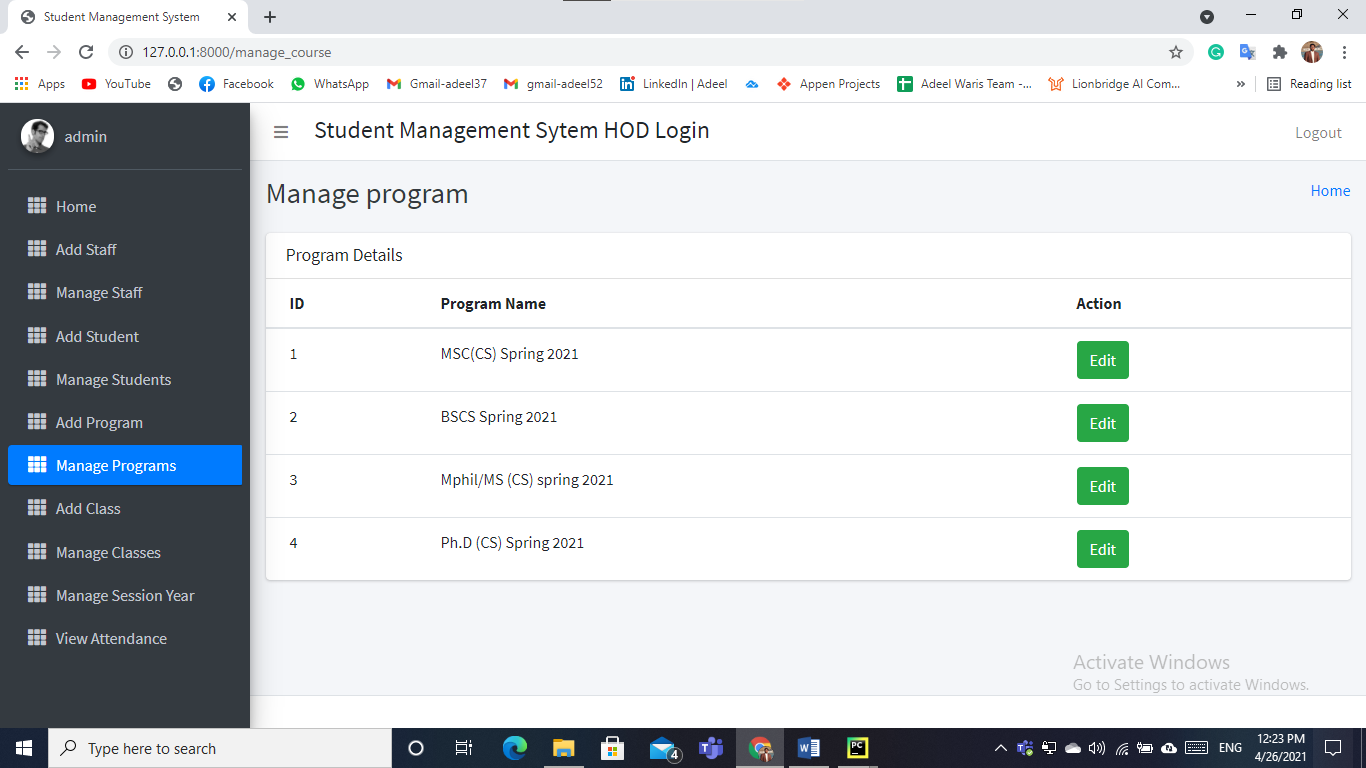 Student Management System
127.0.0.1:8000/manage_course
Apps YouTube Facebook WhatsApp Gmail-adeel37 gmail-adeel52 LinkedIn | Adeel Appen Projects Adeel Waris Team -... Lionbridge AI Com... » Reading list
admin
Student Management Sytem HOD Login
Logout
Manage program
Home
Home
Add Staff
Manage Staff
Add Student
Manage Students
Add Program
Manage Programs
Add Class
Manage Classes
Manage Session Year
View Attendance
Program Details
ID Program Name Action
1 MSC(CS) Spring 2021 Edit
2 BSCS Spring 2021 Edit
3 Mphil/MS (CS) spring 2021 Edit
4 Ph.D (CS) Spring 2021 Edit
Activate Windows
Go to Settings to activate Windows.
Type here to search
4
PC
ENG
12:23 PM
4/26/2021